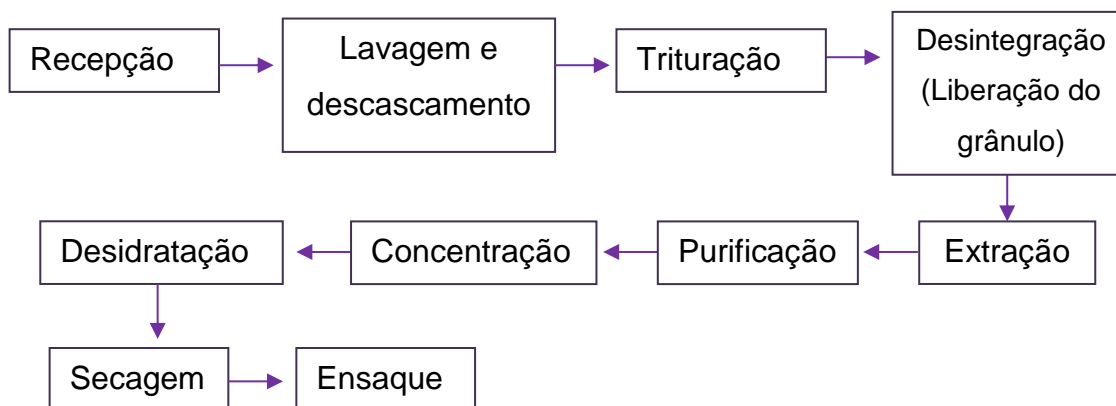 Recepção
Lavagem e
descascamento
Trituração
Desintegração
(Liberação do
grânulo)
Extração
Purificação
Concentração
Desidratação
Secagem
Ensaque